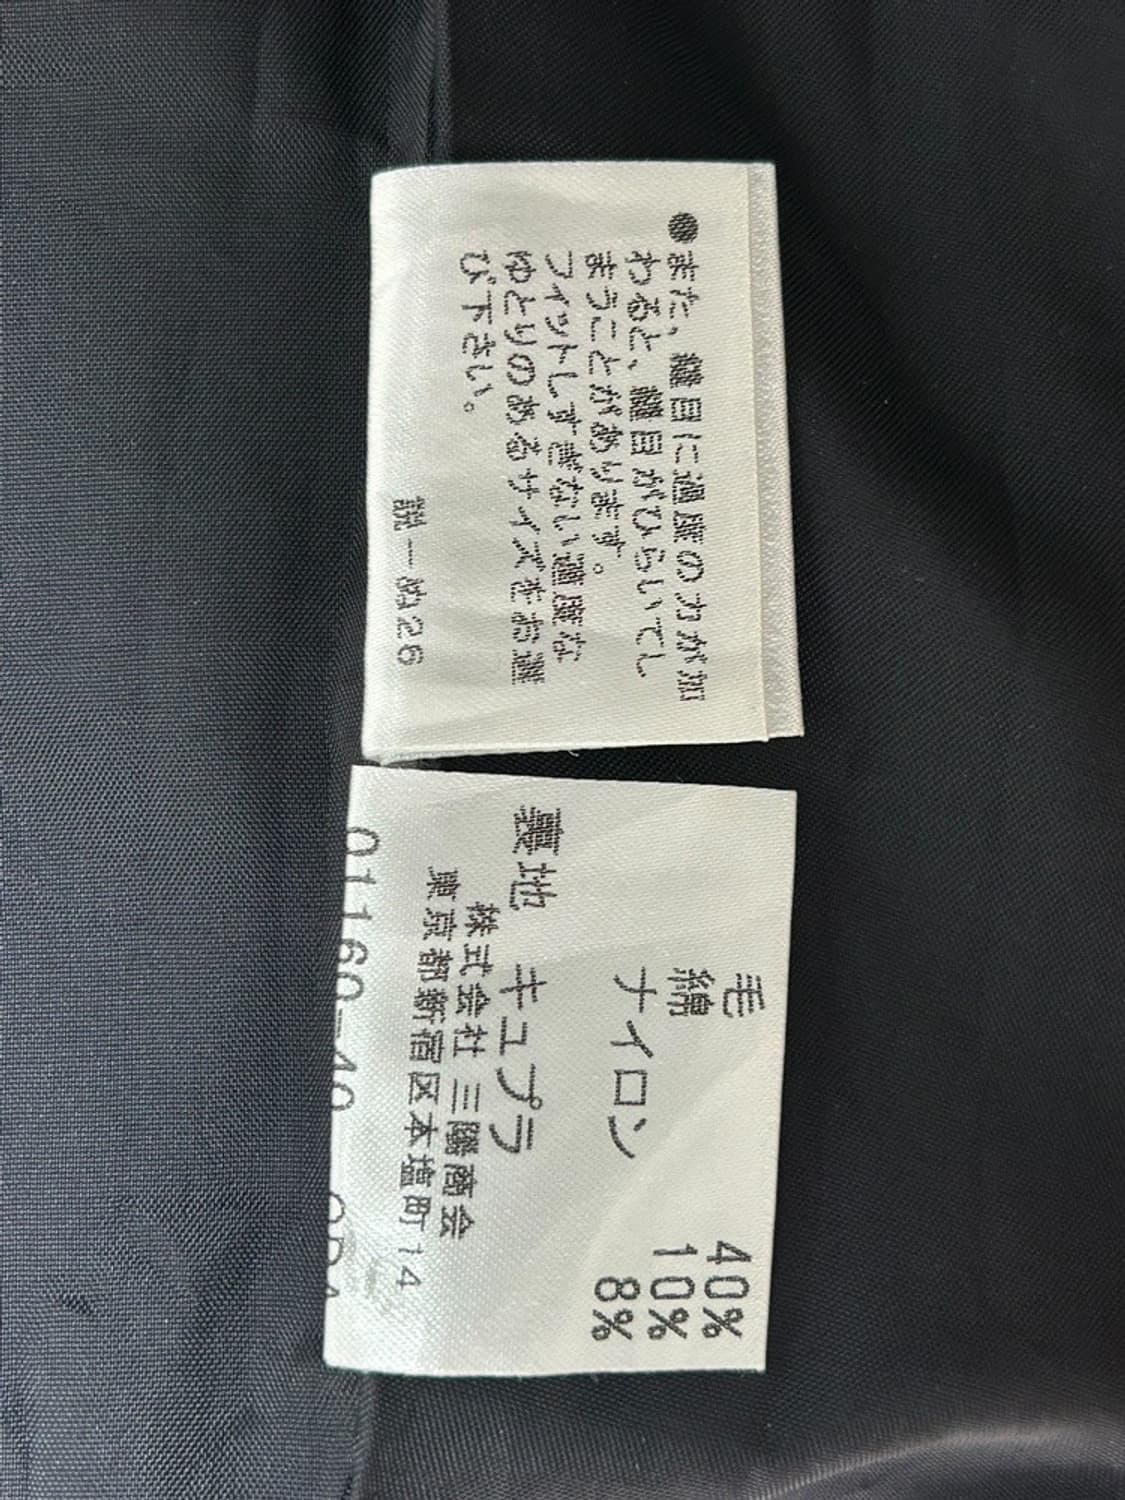 ●また、縫目に過度の力が加
わると、縫目がひらいてし
まうことがあります。
フィットしすぎない適度な
ゆとりのあるサイズをお選
び下さい。
説-ぬ26
毛 40%
綿 10%
ナイロン 8%
裏地 キュプラ
株式会社 三陽商会
東京都新宿区本塩町14
01160-40